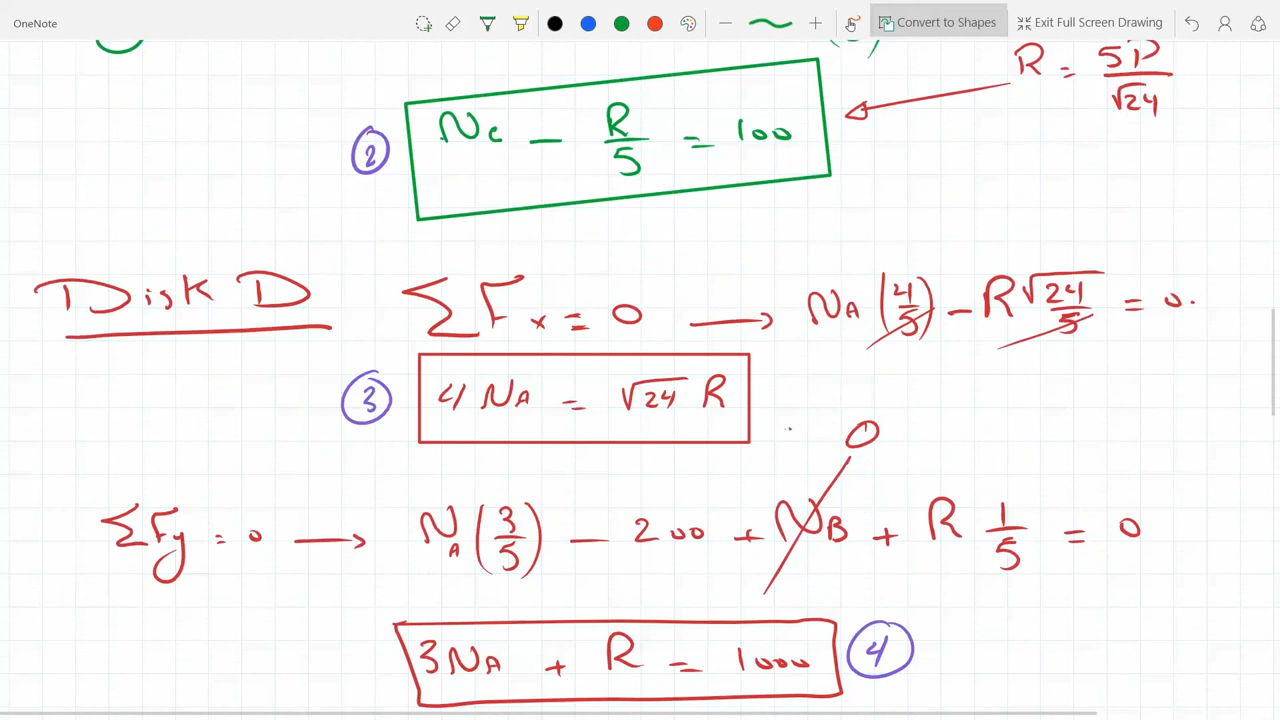 OneNote
Convert to Shapes
Exit Full Screen Drawing
R = 5P/√24
② Nc - R/5 = 100
Disk D ΣFx = 0 → NA (4/5) - R √24/5 = 0.
③ 4 NA = √24 R
0
ΣFy = 0 → NA (3/5) - 200 + NB + R 1/5 = 0
3NA + R = 1000 ④